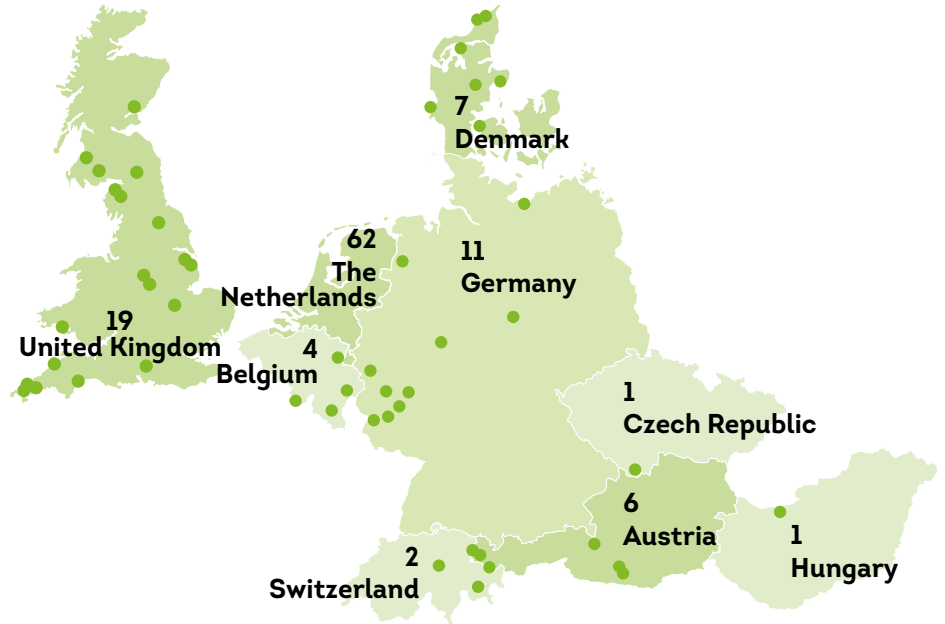 7
Denmark
62
The
Netherlands
11
Germany
19
United Kingdom
4
Belgium
1
Czech Republic
6
Austria
1
Hungary
2
Switzerland